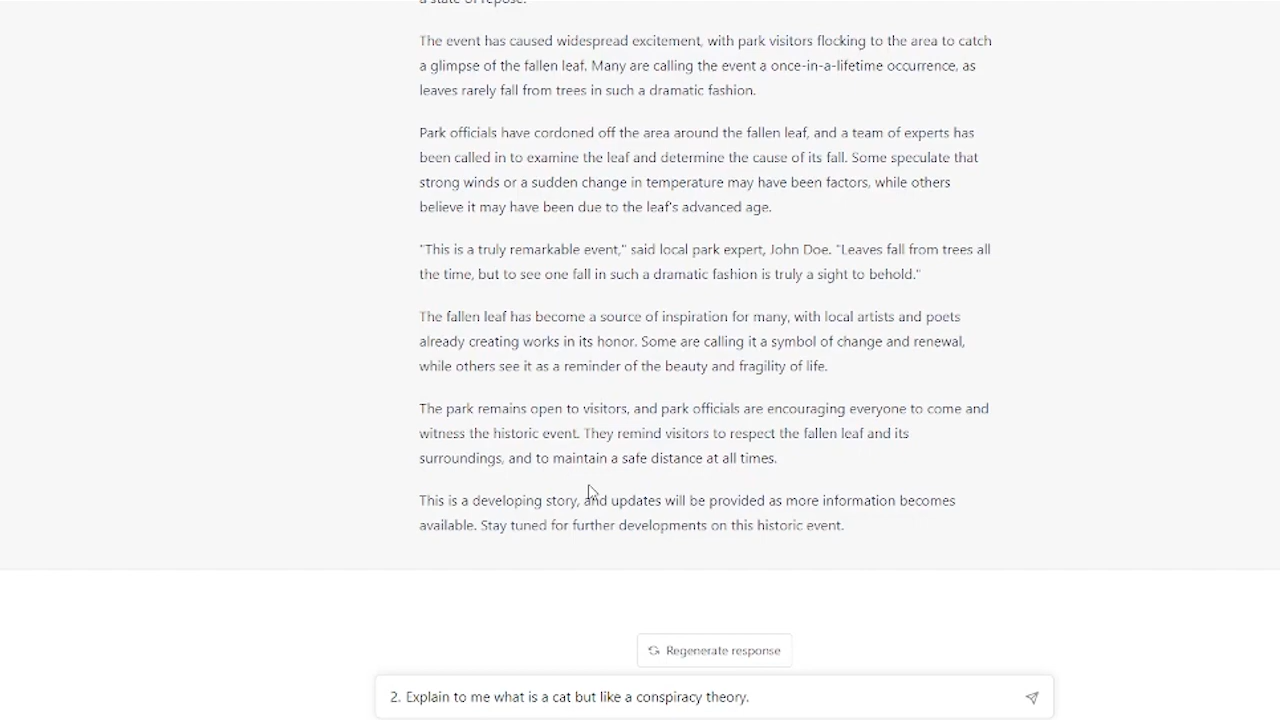 a state of repose.
The event has caused widespread excitement, with park visitors flocking to the area to catch
a glimpse of the fallen leaf. Many are calling the event a once-in-a-lifetime occurrence, as
leaves rarely fall from trees in such a dramatic fashion.
Park officials have cordoned off the area around the fallen leaf, and a team of experts has
been called in to examine the leaf and determine the cause of its fall. Some speculate that
strong winds or a sudden change in temperature may have been factors, while others
believe it may have been due to the leaf's advanced age.
"This is a truly remarkable event," said local park expert, John Doe. "Leaves fall from trees all
the time, but to see one fall in such a dramatic fashion is truly a sight to behold."
The fallen leaf has become a source of inspiration for many, with local artists and poets
already creating works in its honor. Some are calling it a symbol of change and renewal,
while others see it as a reminder of the beauty and fragility of life.
The park remains open to visitors, and park officials are encouraging everyone to come and
witness the historic event. They remind visitors to respect the fallen leaf and its
surroundings, and to maintain a safe distance at all times.
This is a developing story, and updates will be provided as more information becomes
available. Stay tuned for further developments on this historic event.
Regenerate response
2. Explain to me what is a cat but like a conspiracy theory.